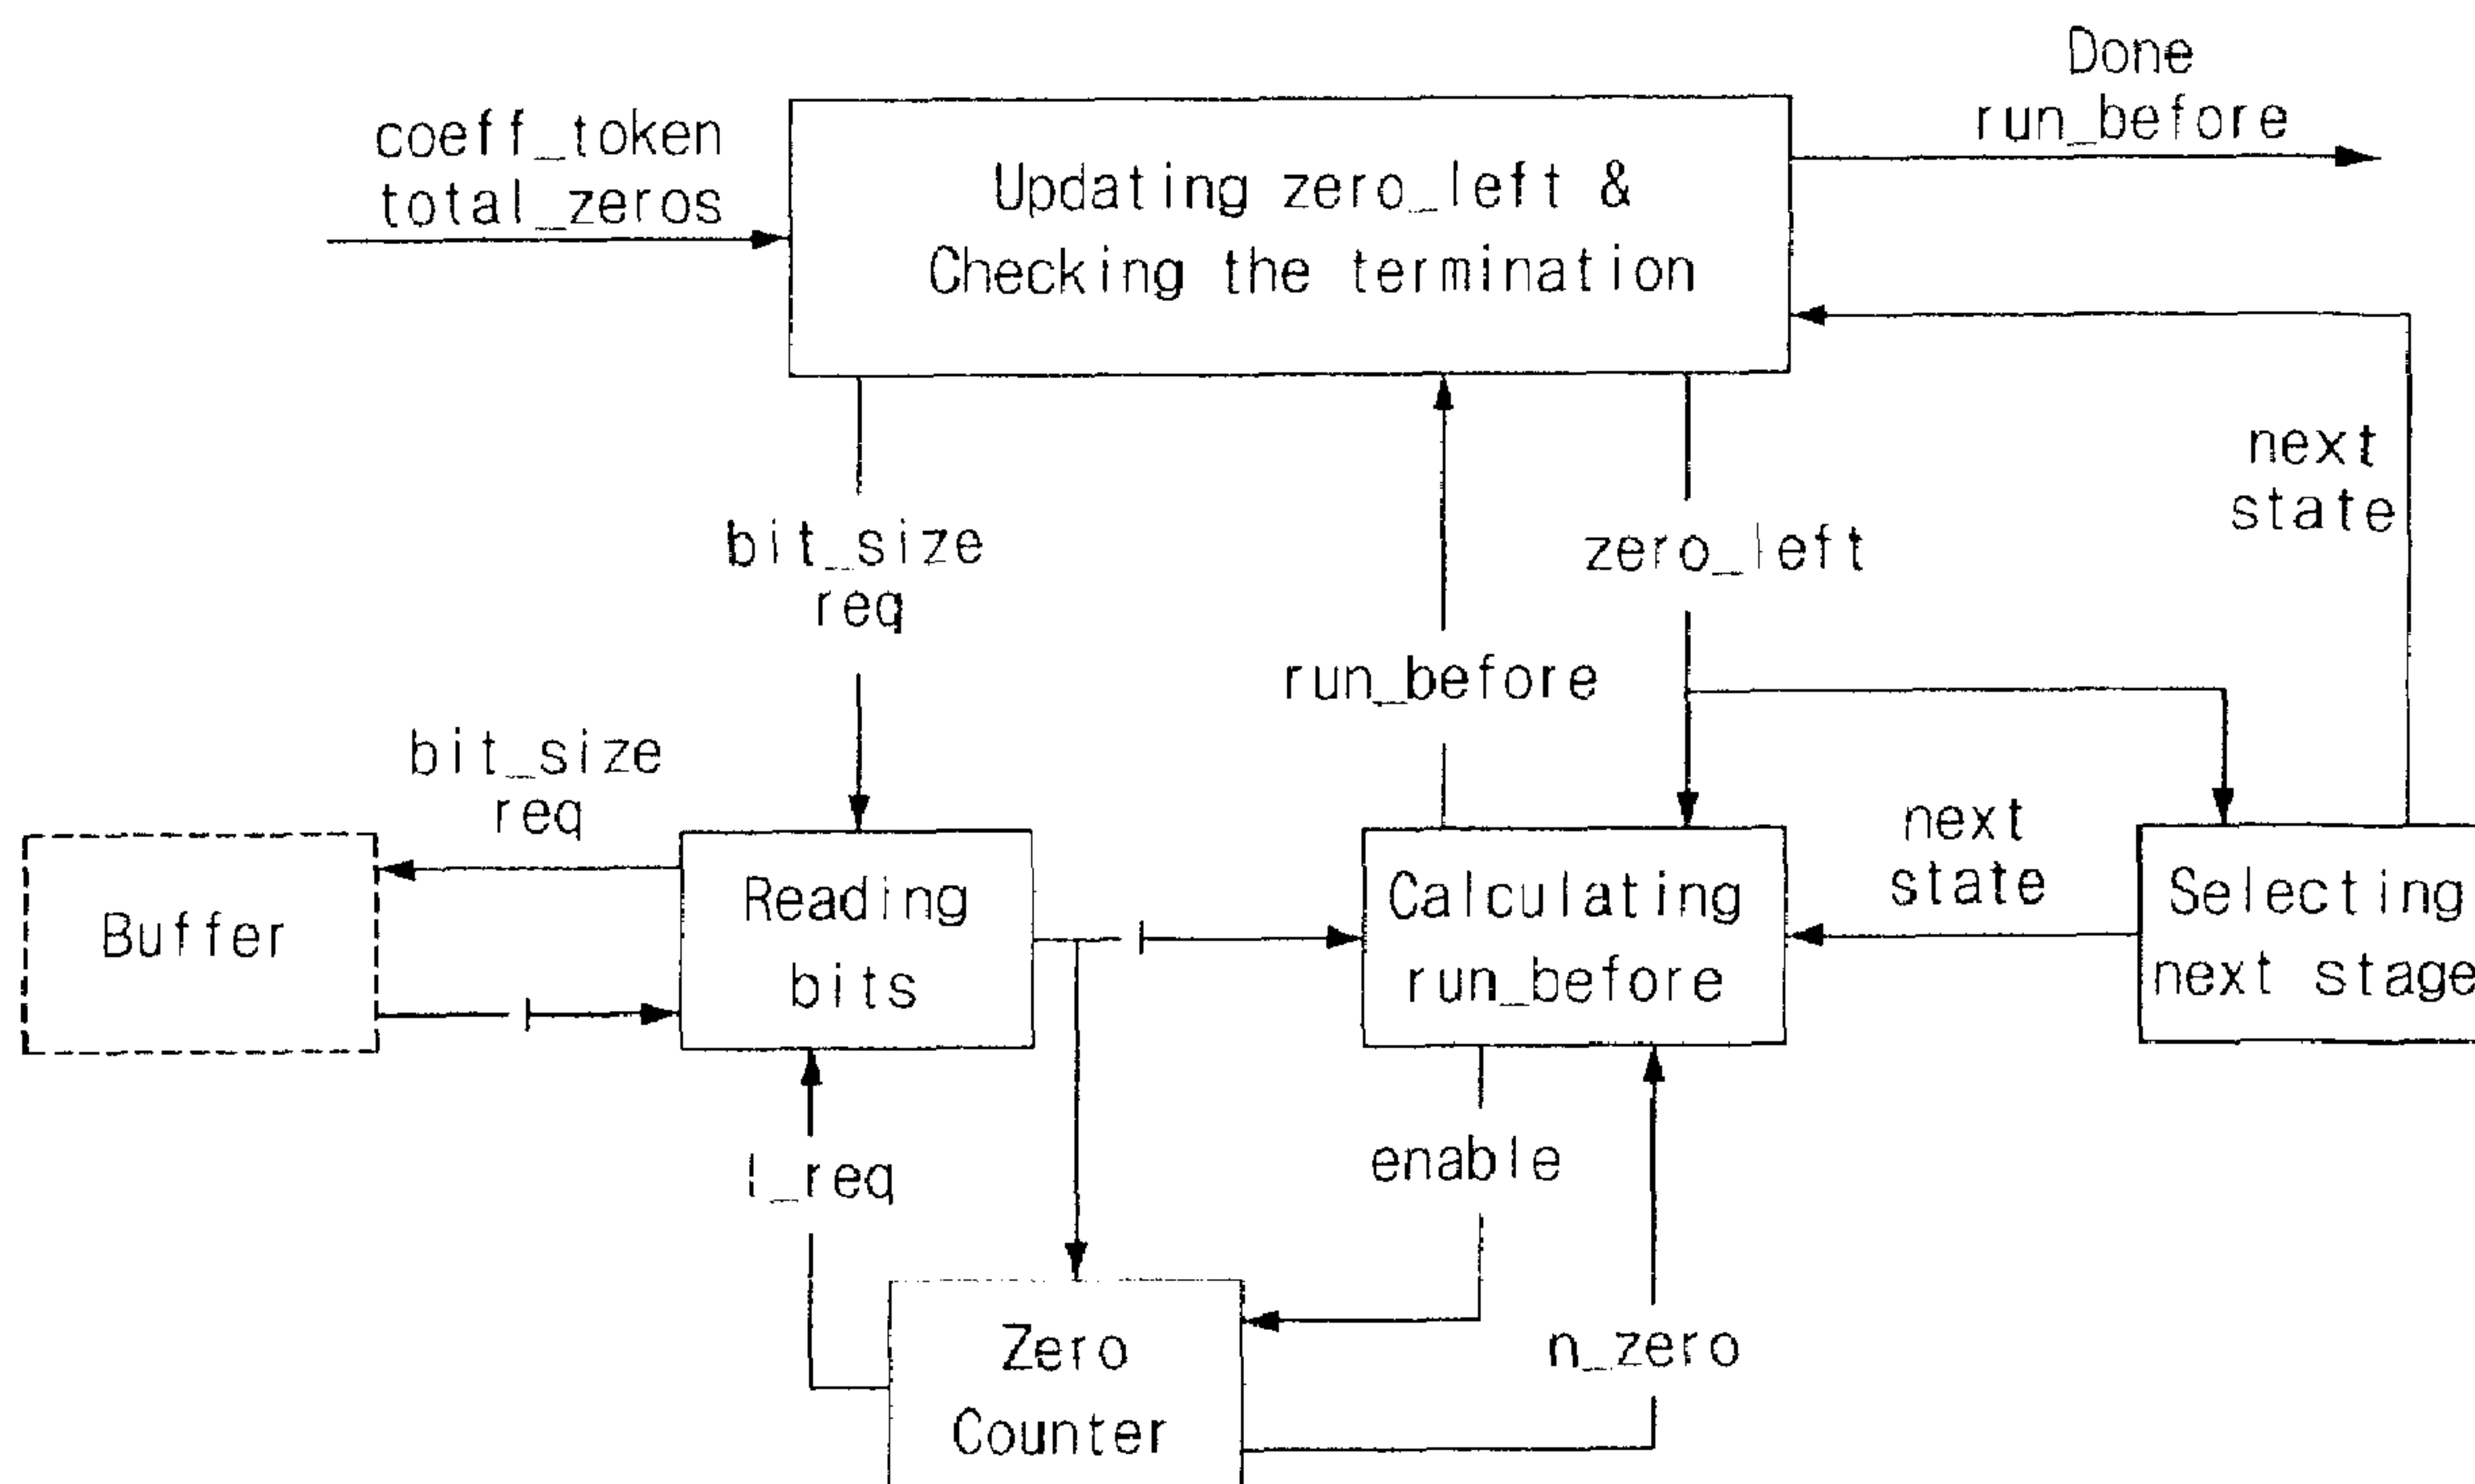 Done
run_before
coeff_token
total_zeros
Updating zero_left &
Checking the termination
next
state
bit_size
req
zero_left
run_before
bit_size
req
next
state
Buffer
Reading
bits
I
I
Calculating
run_before
Selecting
next stage
I_req
enable
Zero
Counter
n_zero